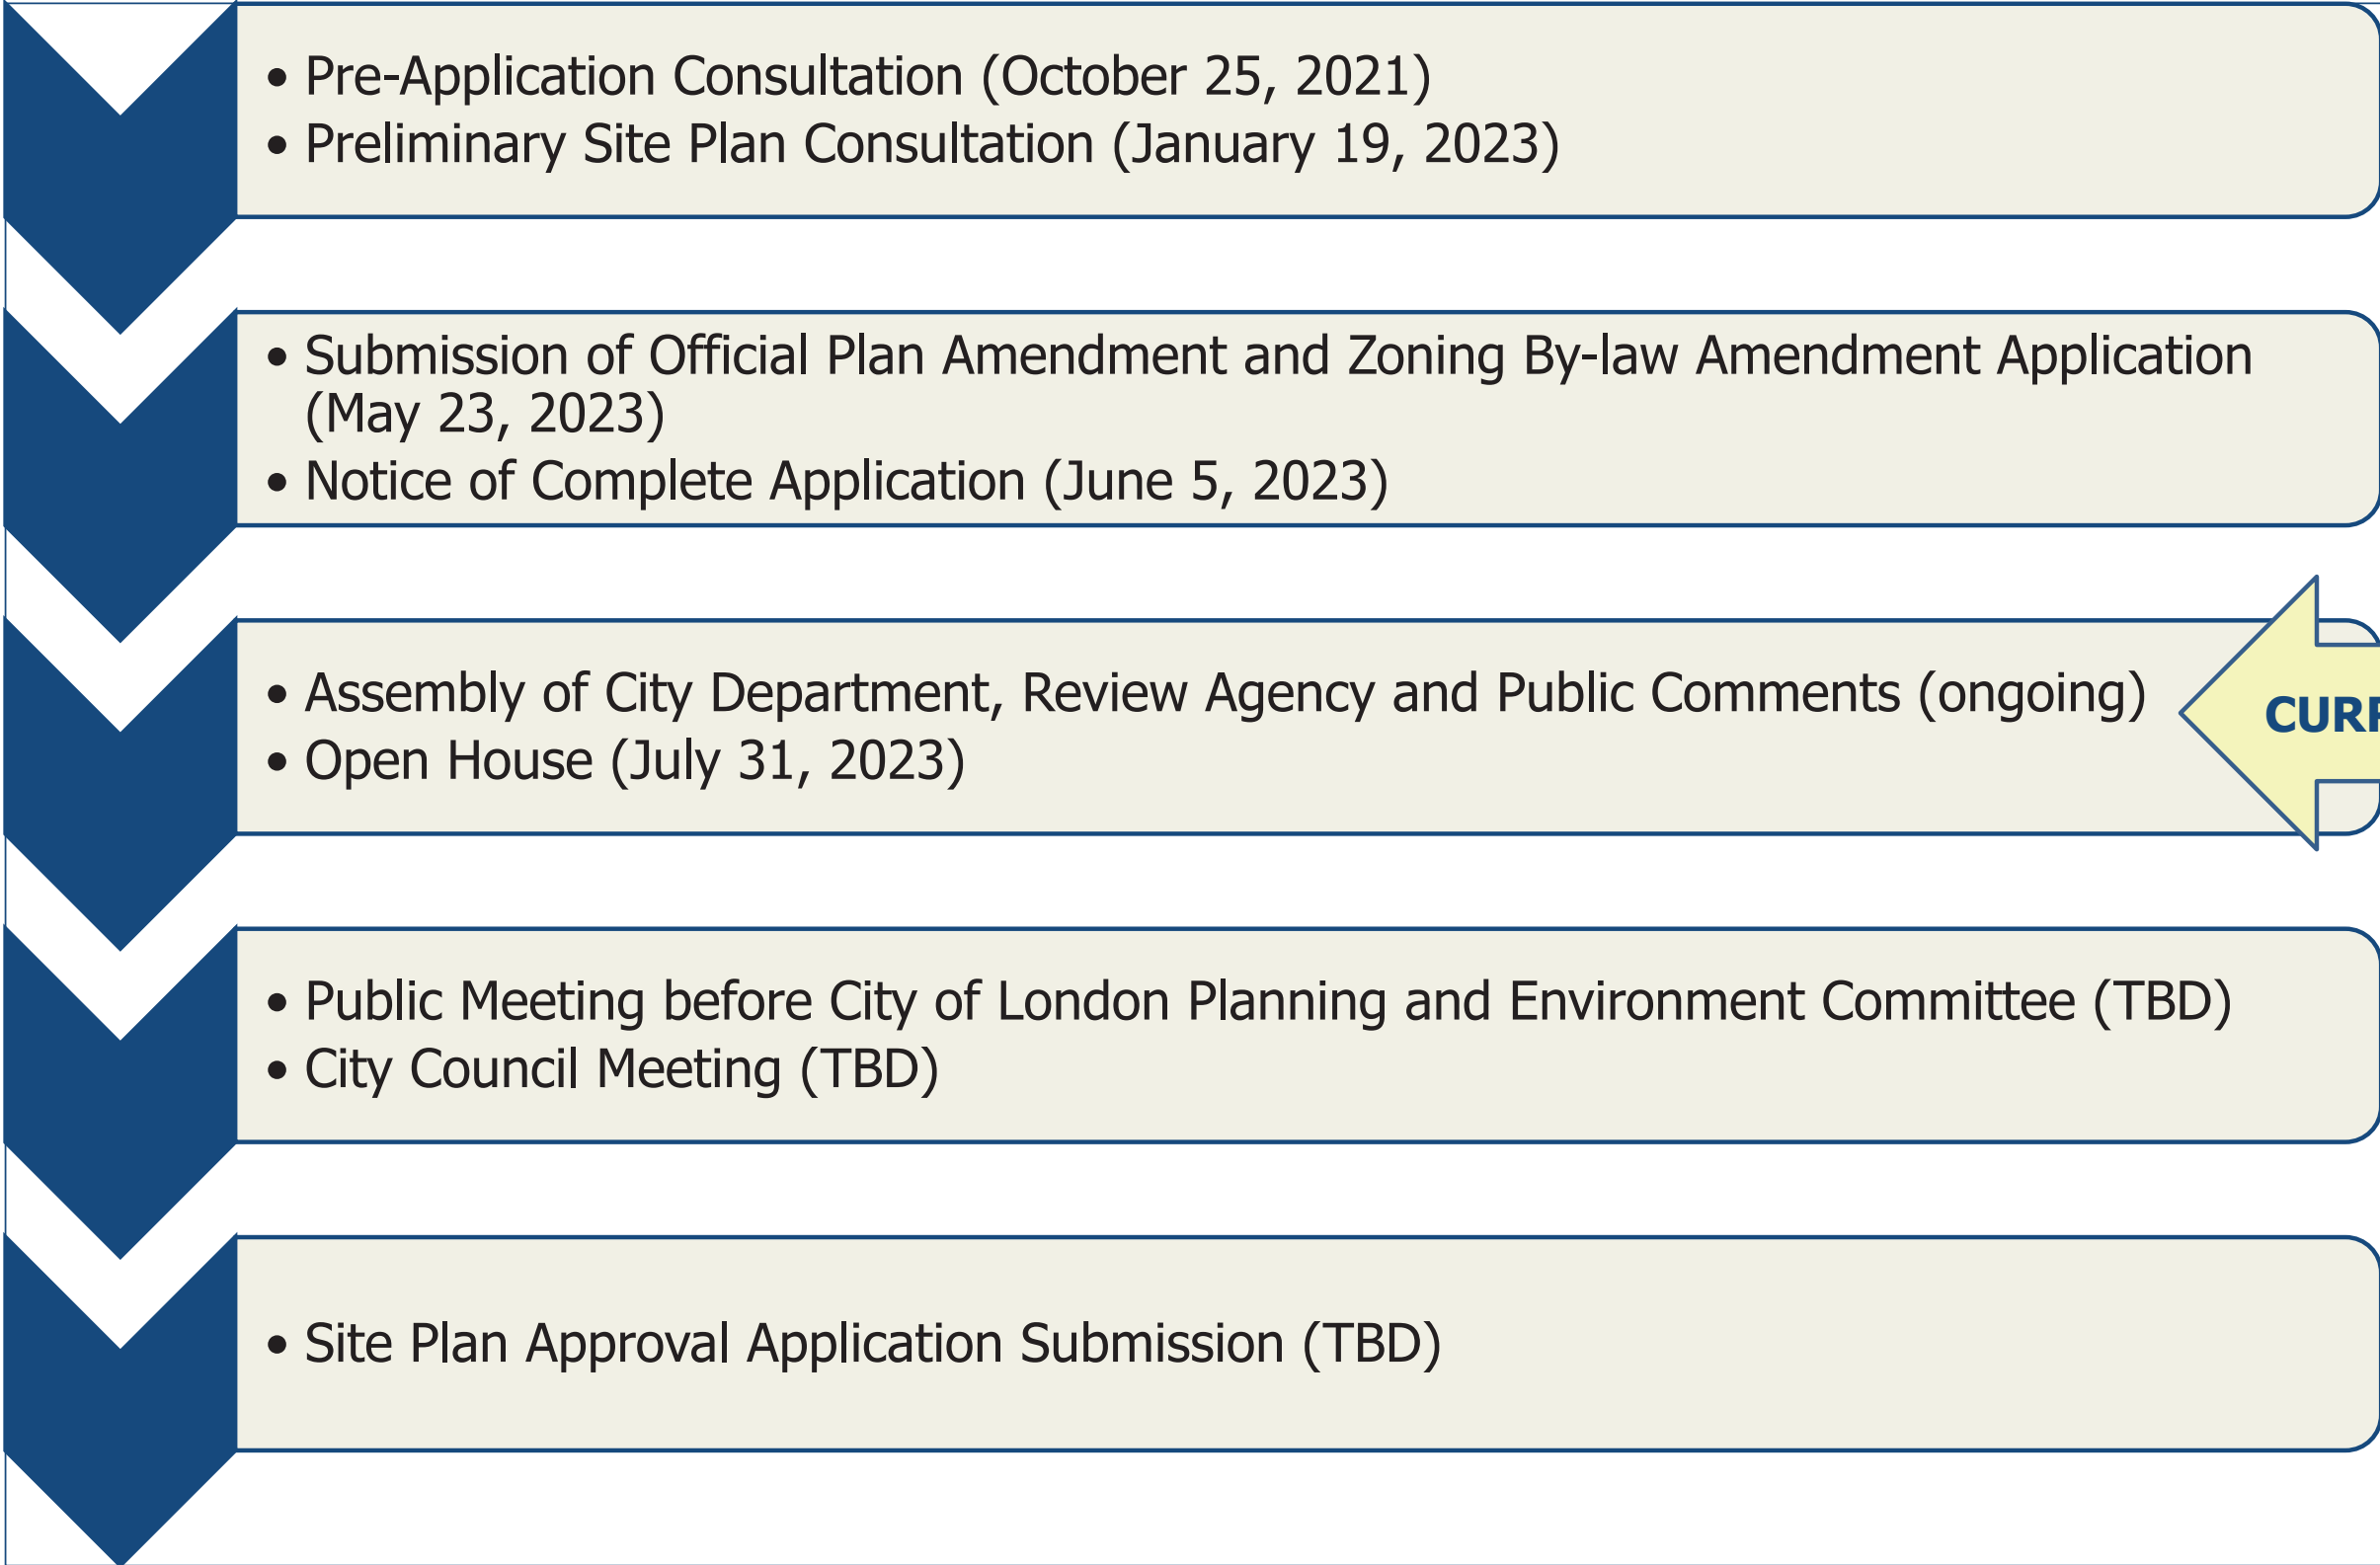 • Pre-Application Consultation (October 25, 2021)
• Preliminary Site Plan Consultation (January 19, 2023)
• Submission of Official Plan Amendment and Zoning By-law Amendment Application
(May 23, 2023)
• Notice of Complete Application (June 5, 2023)
• Assembly of City Department, Review Agency and Public Comments (ongoing)
• Open House (July 31, 2023)
• Public Meeting before City of London Planning and Environment Committee (TBD)
• City Council Meeting (TBD)
• Site Plan Approval Application Submission (TBD)